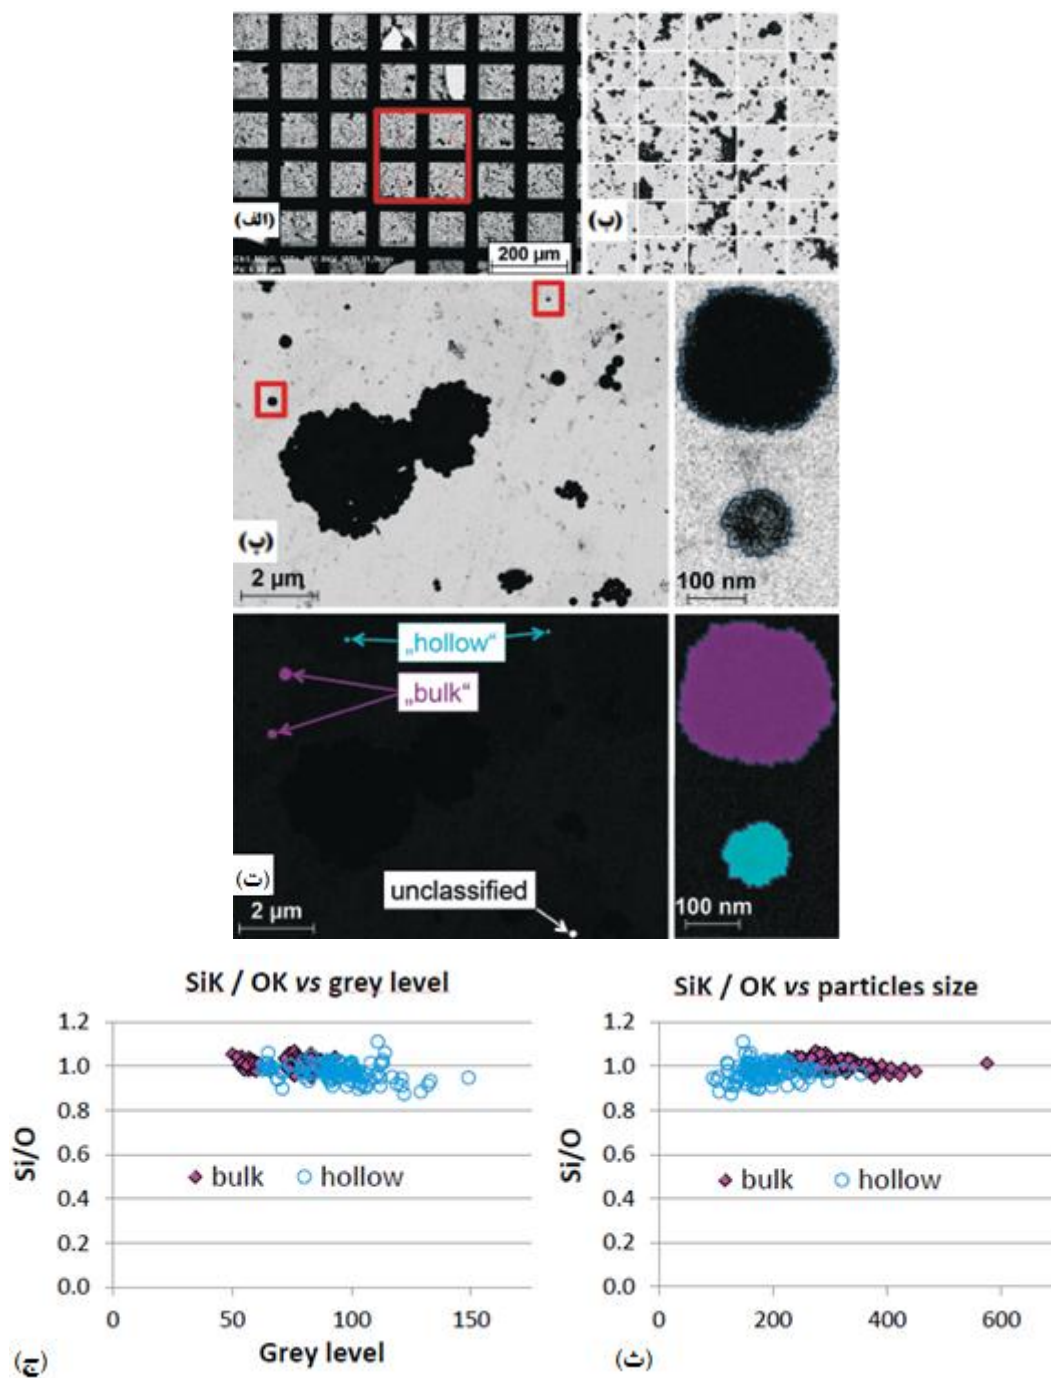 (الف)
200 µm
(ب)
(پ)
2 µm
100 nm
„hollow“
„bulk“
(ت)
2 µm
unclassified
100 nm
SiK / OK vs grey level
SiK / OK vs particles size
1.2
1.0
0.8
0.6
0.4
0.2
0.0
Si/O
bulk
hollow
0
50
100
150
Grey level
(ج)
1.2
1.0
0.8
0.6
0.4
0.2
0.0
Si/O
bulk
hollow
0
200
400
600
(ث)